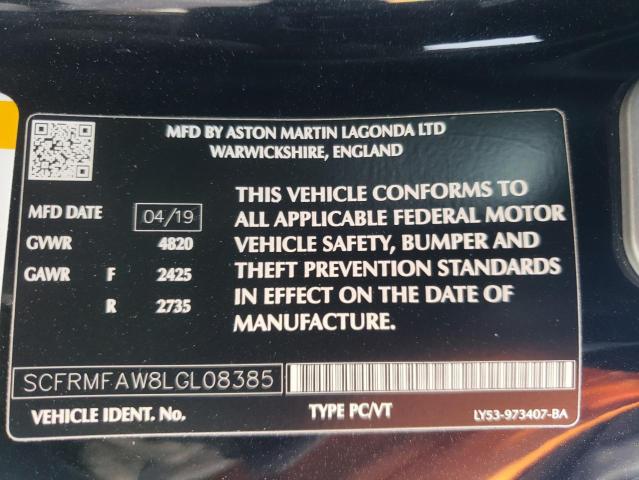 MFD BY ASTON MARTIN LAGONDA LTD
WARWICKSHIRE, ENGLAND
MFD DATE 04/19
GVWR 4820
GAWR F 2425
R 2735
THIS VEHICLE CONFORMS TO
ALL APPLICABLE FEDERAL MOTOR
VEHICLE SAFETY, BUMPER AND
THEFT PREVENTION STANDARDS
IN EFFECT ON THE DATE OF
MANUFACTURE.
SCFRMFAW8LGL08385
VEHICLE IDENT. No. TYPE PC/VT LY53-973407-BA